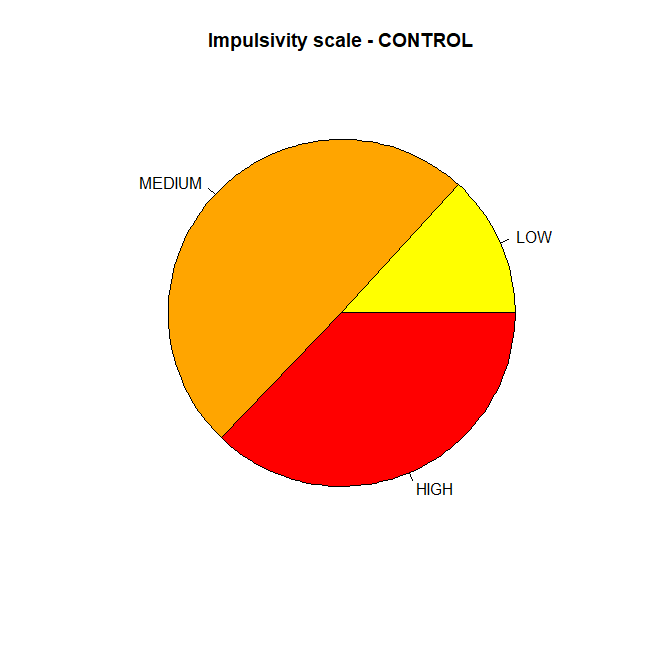 Impulsivity scale - CONTROL
MEDIUM
LOW
HIGH